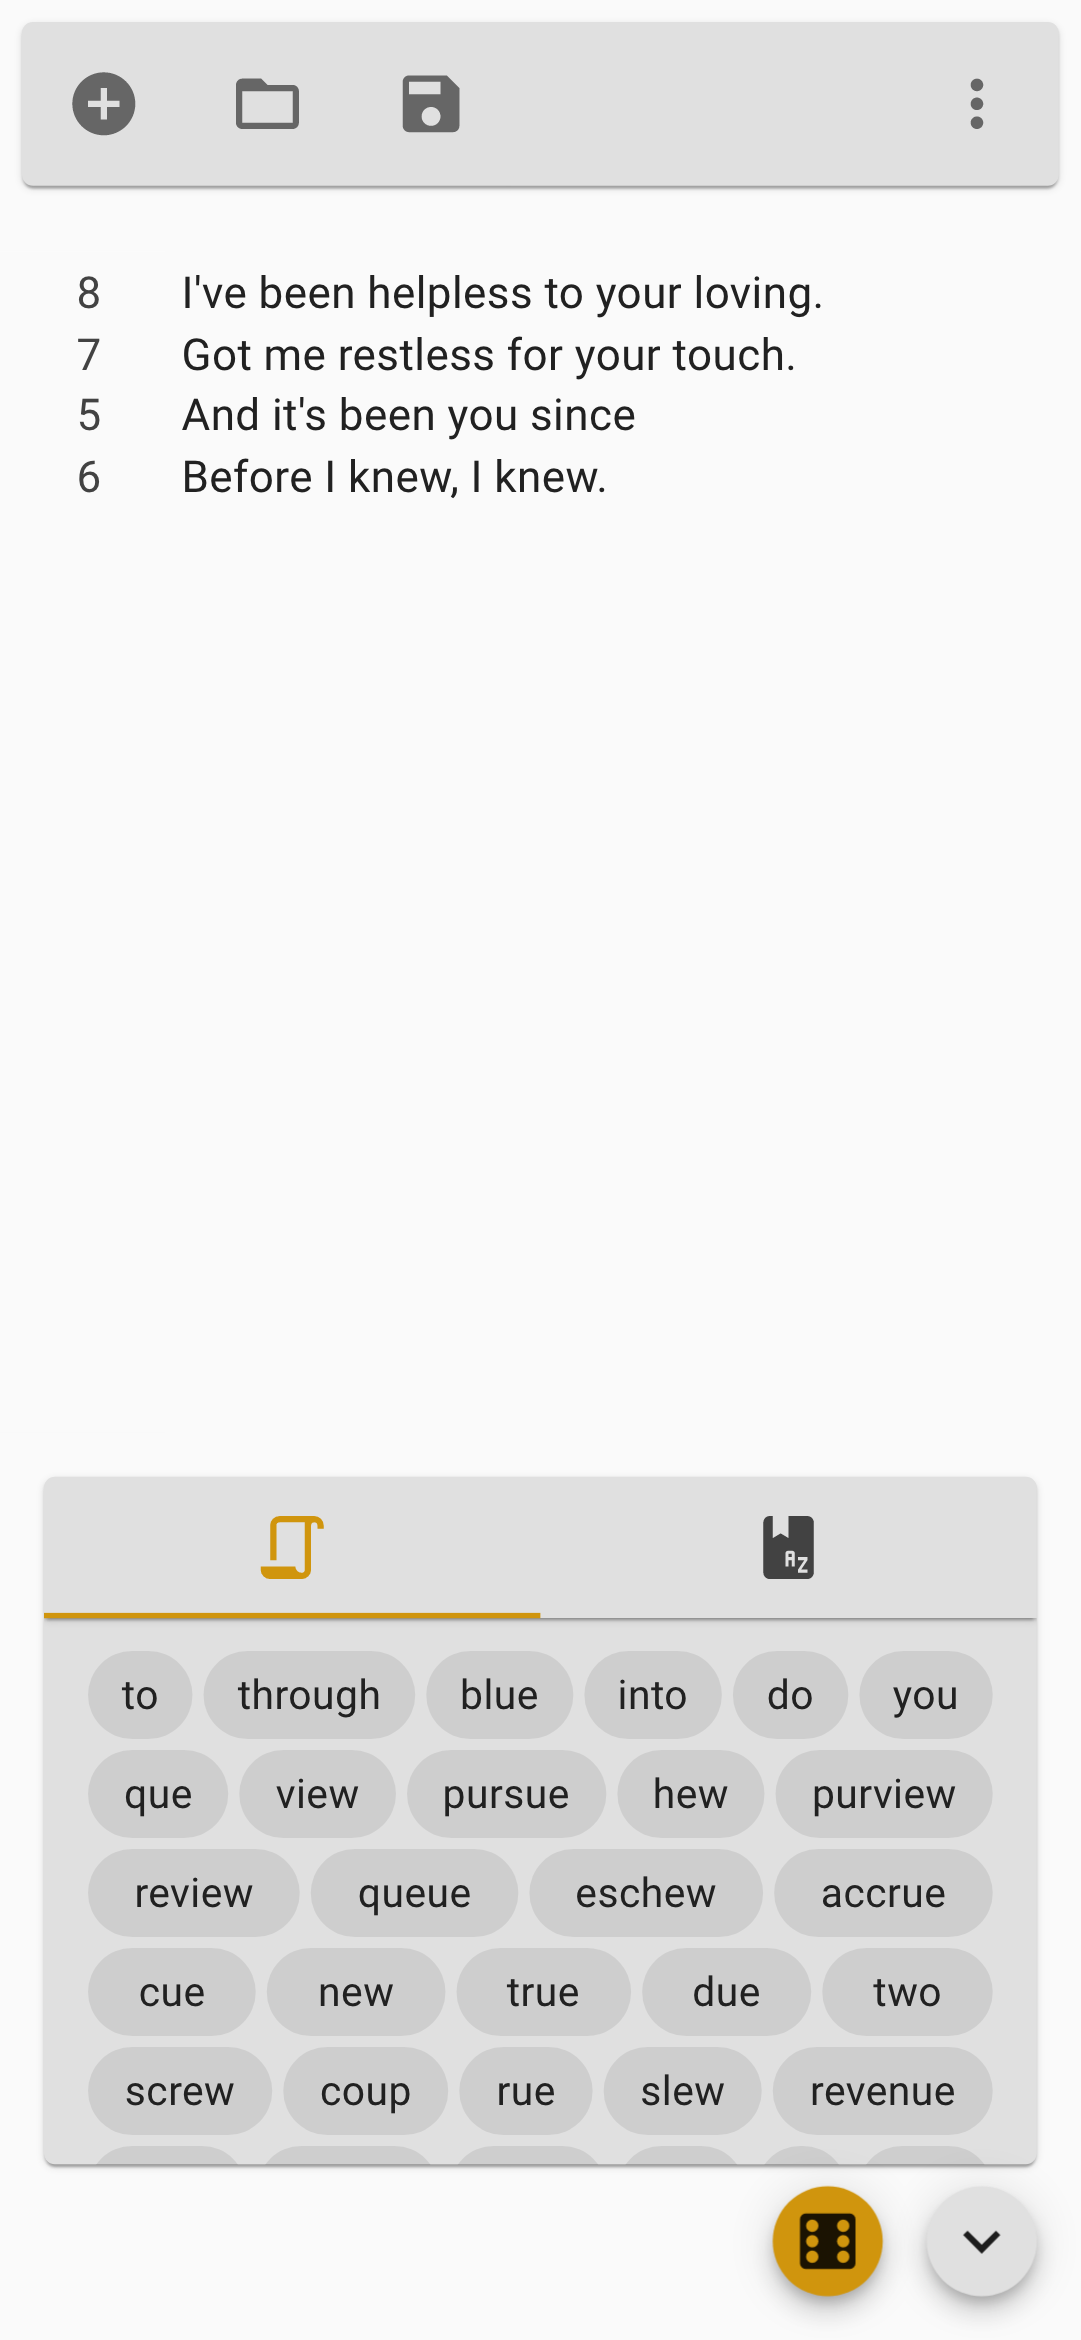 8 I've been helpless to your loving.
7 Got me restless for your touch.
5 And it's been you since
6 Before I knew, I knew.
AZ
to through blue into do you
que view pursue hew purview
review queue eschew accrue
cue new true due two
screw coup rue slew revenue